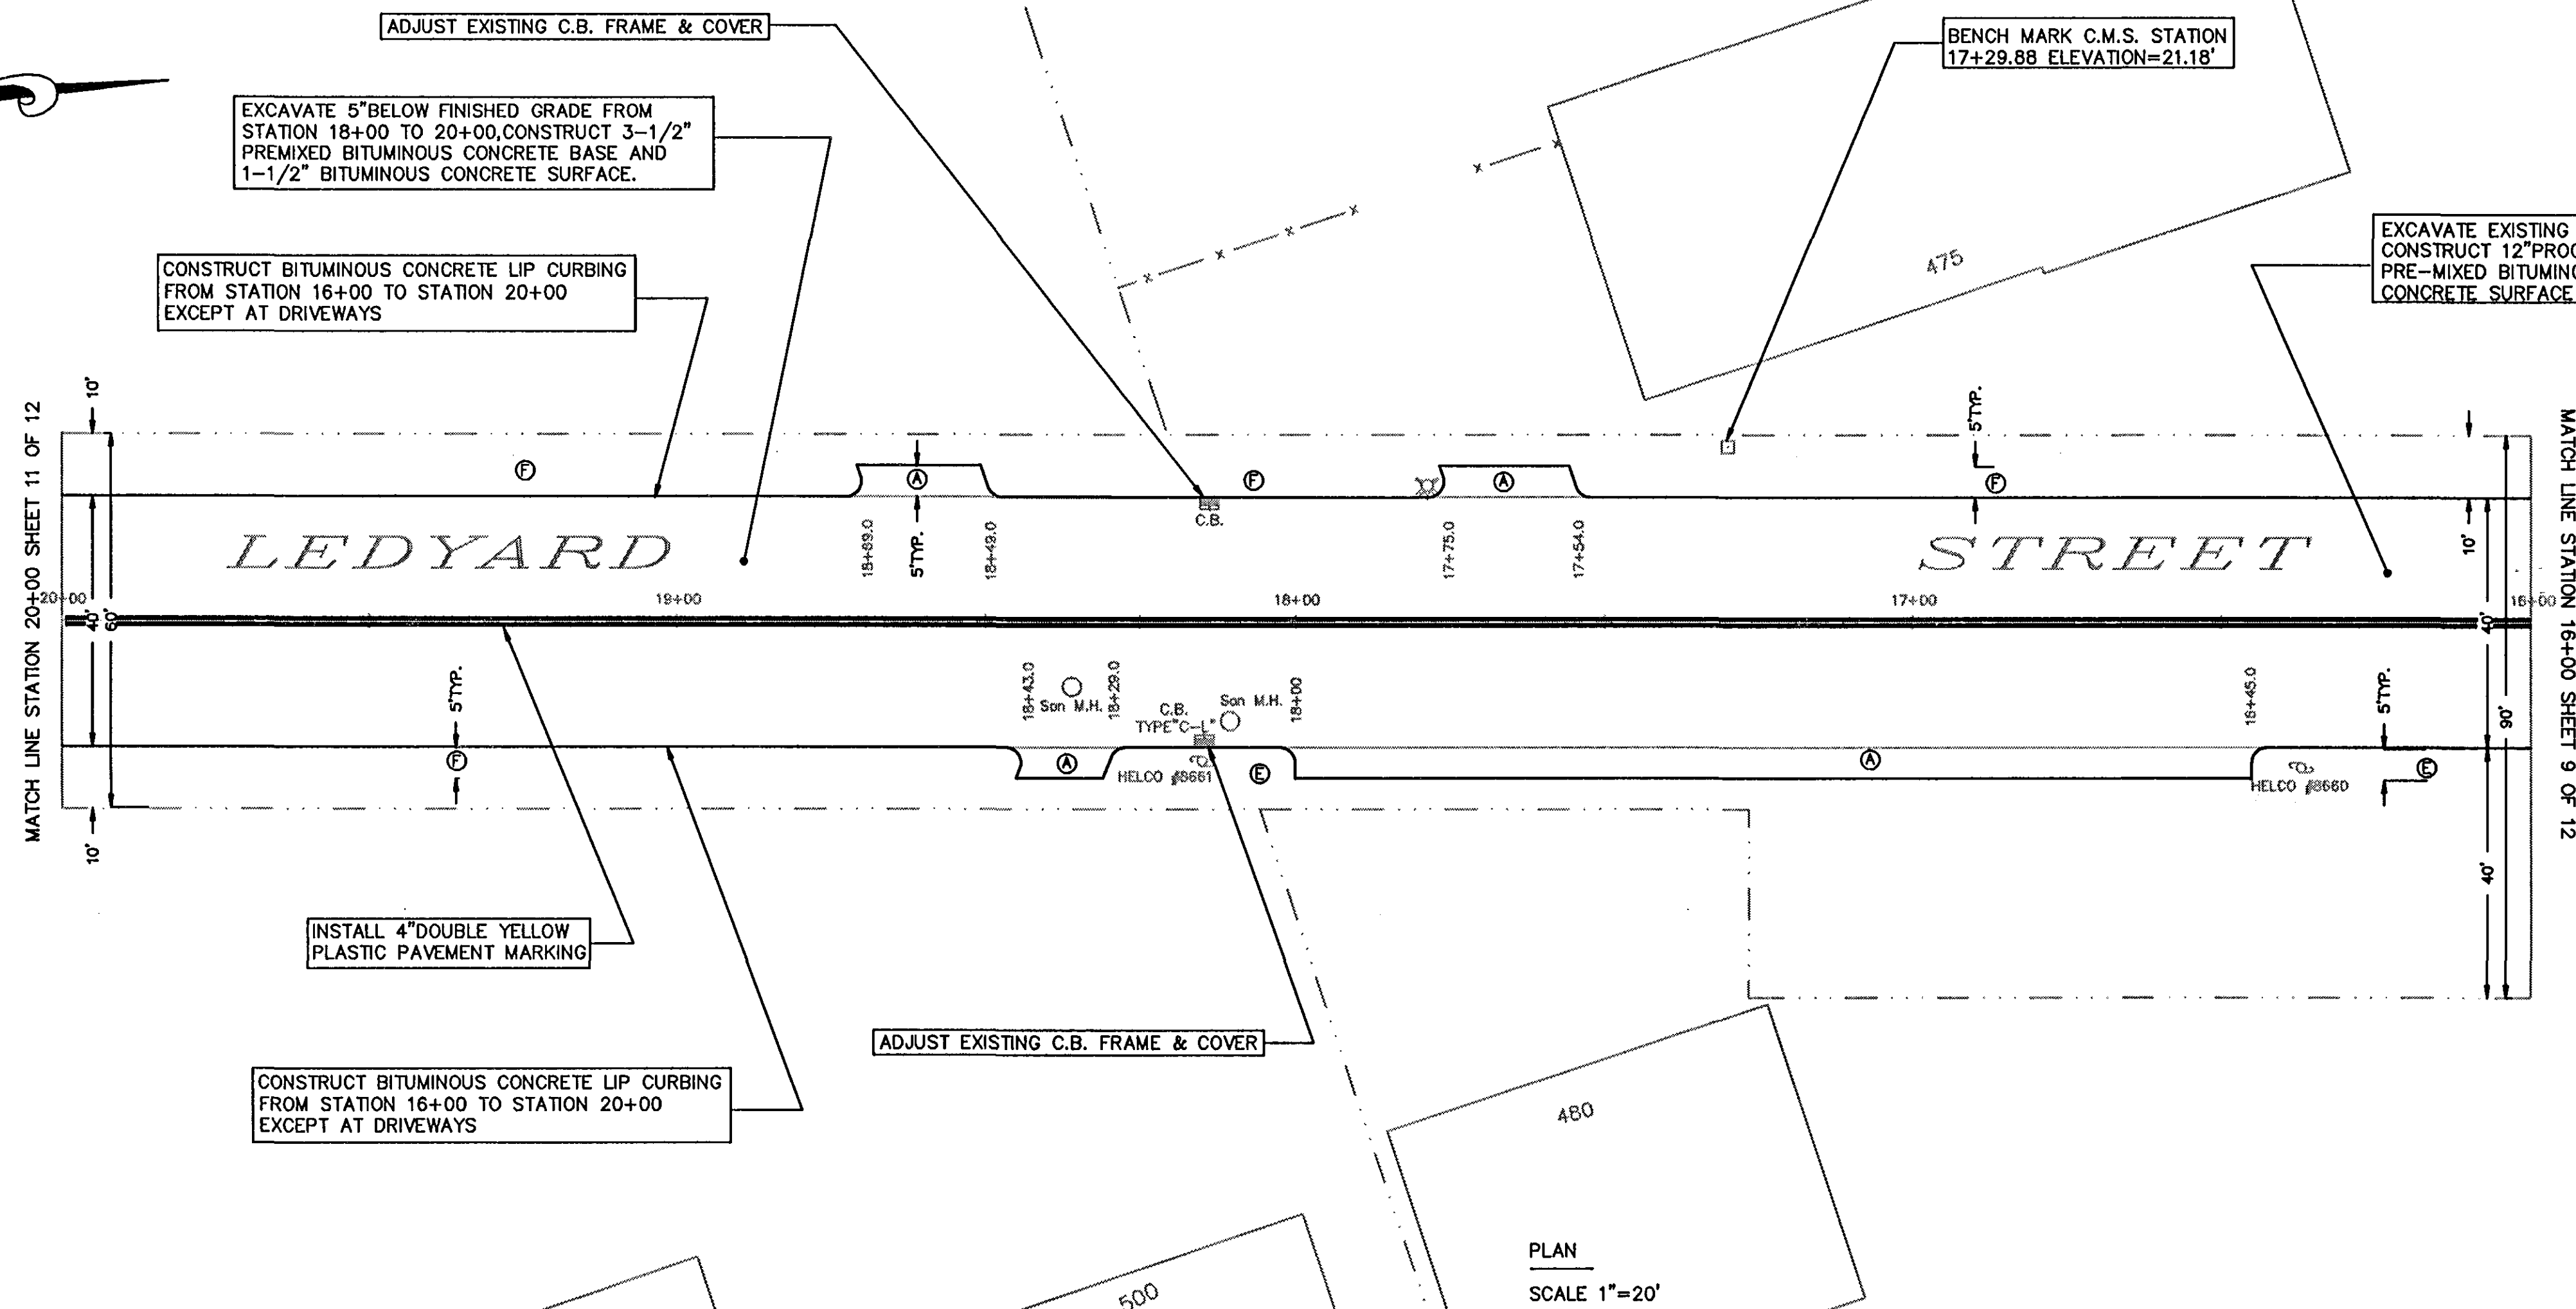 ADJUST EXISTING C.B. FRAME & COVER
BENCH MARK C.M.S. STATION
17+29.88 ELEVATION=21.18'
EXCAVATE 5"BELOW FINISHED GRADE FROM
STATION 18+00 TO 20+00,CONSTRUCT 3-1/2"
PREMIXED BITUMINOUS CONCRETE BASE AND
1-1/2" BITUMINOUS CONCRETE SURFACE.
CONSTRUCT BITUMINOUS CONCRETE LIP CURBING
FROM STATION 16+00 TO STATION 20+00
EXCEPT AT DRIVEWAYS
475
EXCAVATE EXISTING
CONSTRUCT 12"PROC
PRE-MIXED BITUMINO
CONCRETE SURFACE
MATCH LINE STATION 20+00 SHEET 11 OF 12
MATCH LINE STATION 16+00 SHEET 9 OF 12
10'
5'TYP.
F
A
F
A
F
C.B.
18+69.0
5'TYP.
18+49.0
17+75.0
17+54.0
10'
LEDYARD STREET
20+00
19+00
18+00
17+00
16+00
40'
60'
40'
90'
5'TYP.
18+43.0
San M.H.
18+29.0
C.B.
TYPE"C-L"
San M.H.
18+00
16+45.0
5'TYP.
F
A
HELCO #8661
E
A
HELCO #8660
E
10'
40'
INSTALL 4"DOUBLE YELLOW
PLASTIC PAVEMENT MARKING
ADJUST EXISTING C.B. FRAME & COVER
CONSTRUCT BITUMINOUS CONCRETE LIP CURBING
FROM STATION 16+00 TO STATION 20+00
EXCEPT AT DRIVEWAYS
480
500
PLAN
SCALE 1"=20'